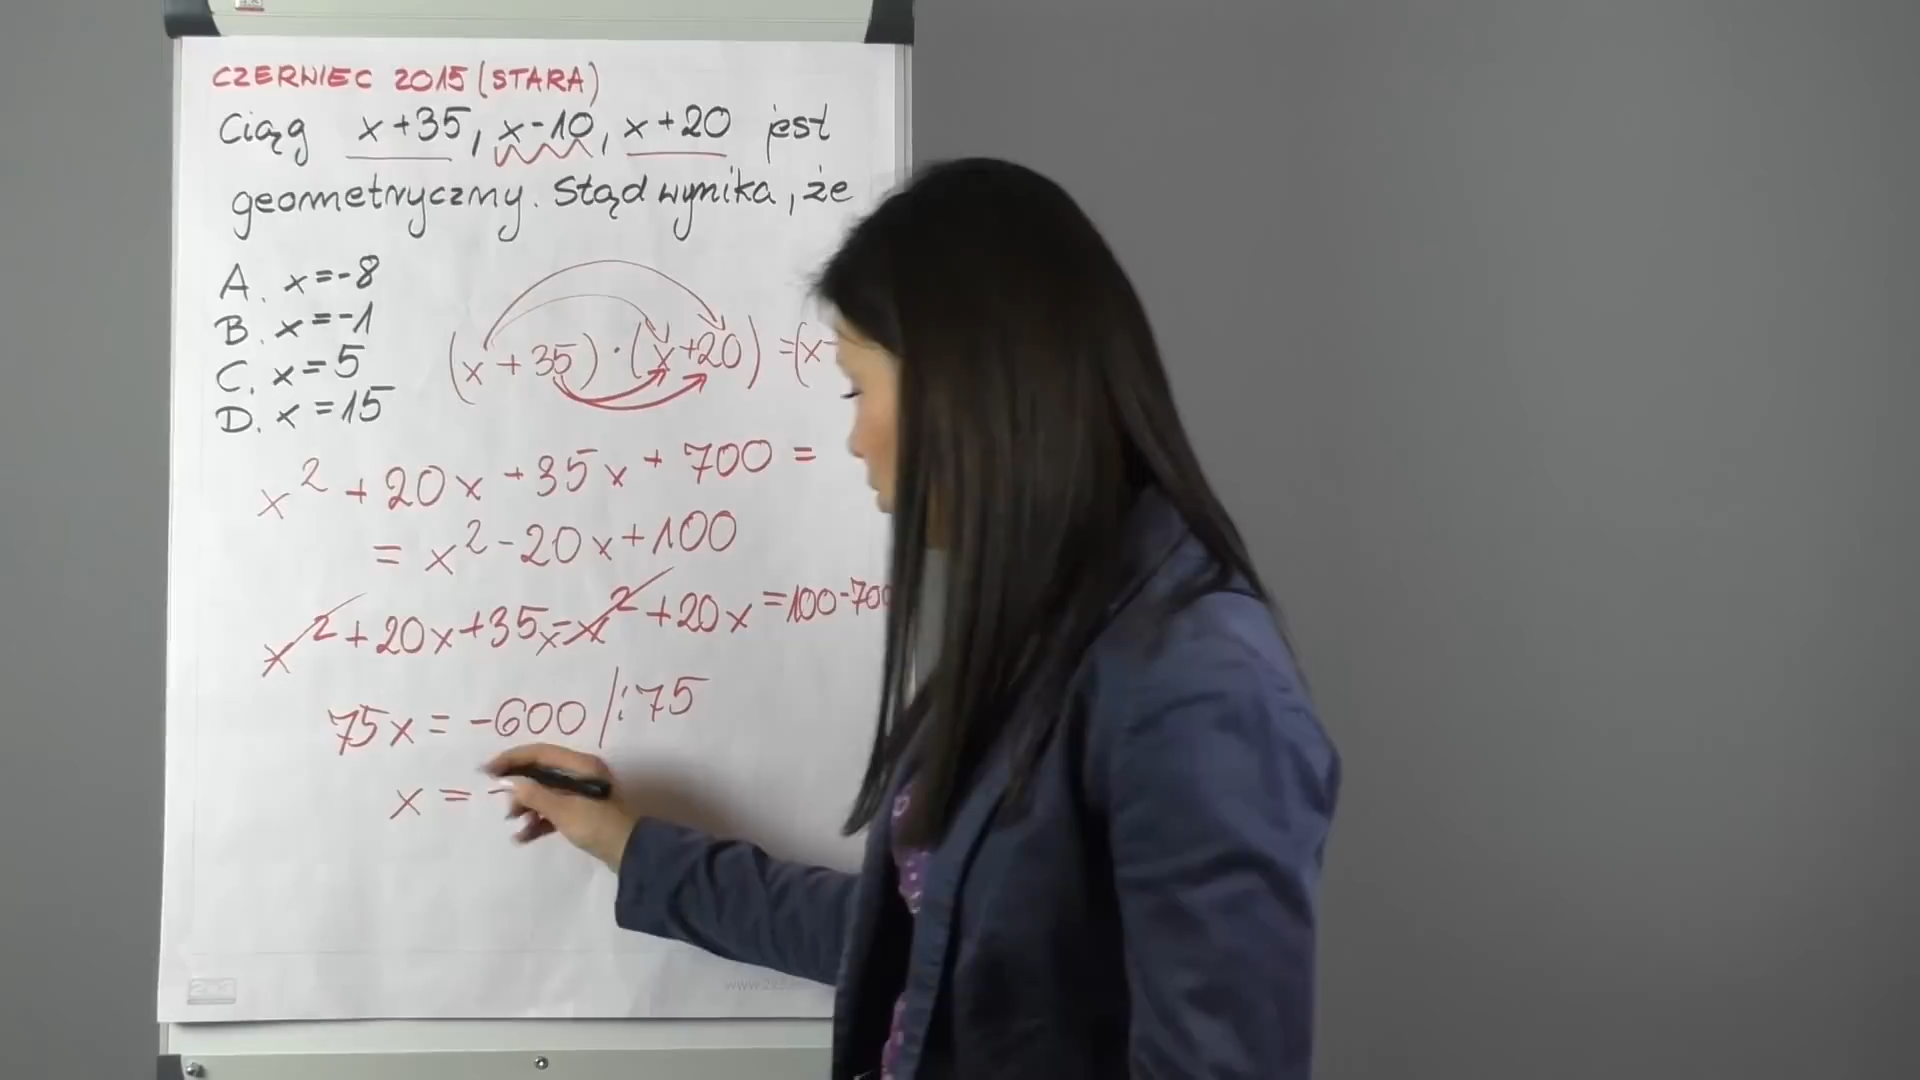 CZERWIEC 2015 (STARA)
Ciąg x+35, x-10, x+20 jest
geometryczny. Stąd wynika, że
A. x=-8
B. x=-1
C. x=5
D. x=15
(x+35)·(x+20)=(x-
x²+20x+35x+700=
=x²-20x+100
x²+20x+35x-x²+20x=100-700
75x=-600/:75
x=-